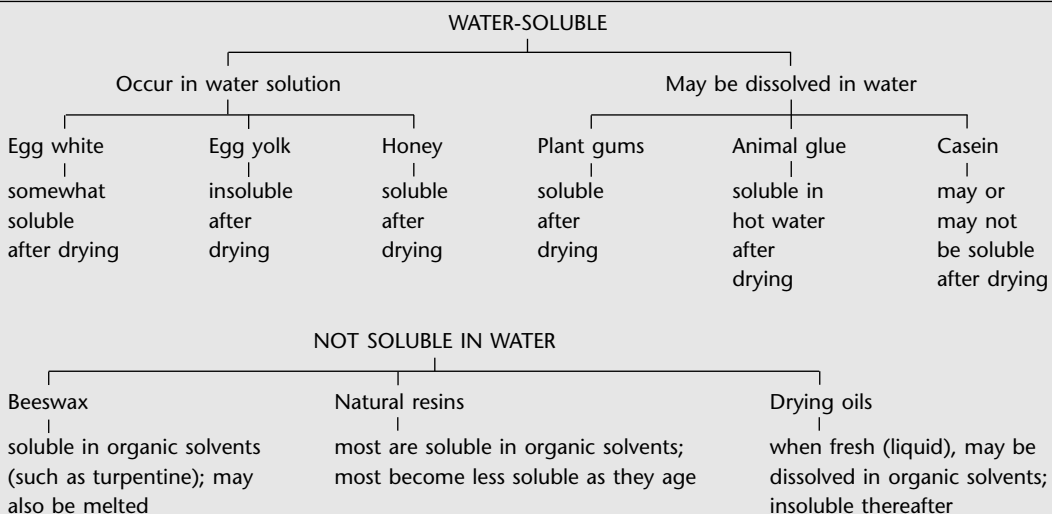 WATER-SOLUBLE
Occur in water solution
May be dissolved in water
Egg white
somewhat
soluble
after drying
Egg yolk
insoluble
after
drying
Honey
soluble
after
drying
Plant gums
soluble
after
drying
Animal glue
soluble in
hot water
after
drying
Casein
may or
may not
be soluble
after drying
NOT SOLUBLE IN WATER
Beeswax
soluble in organic solvents
(such as turpentine); may
also be melted
Natural resins
most are soluble in organic solvents;
most become less soluble as they age
Drying oils
when fresh (liquid), may be
dissolved in organic solvents;
insoluble thereafter